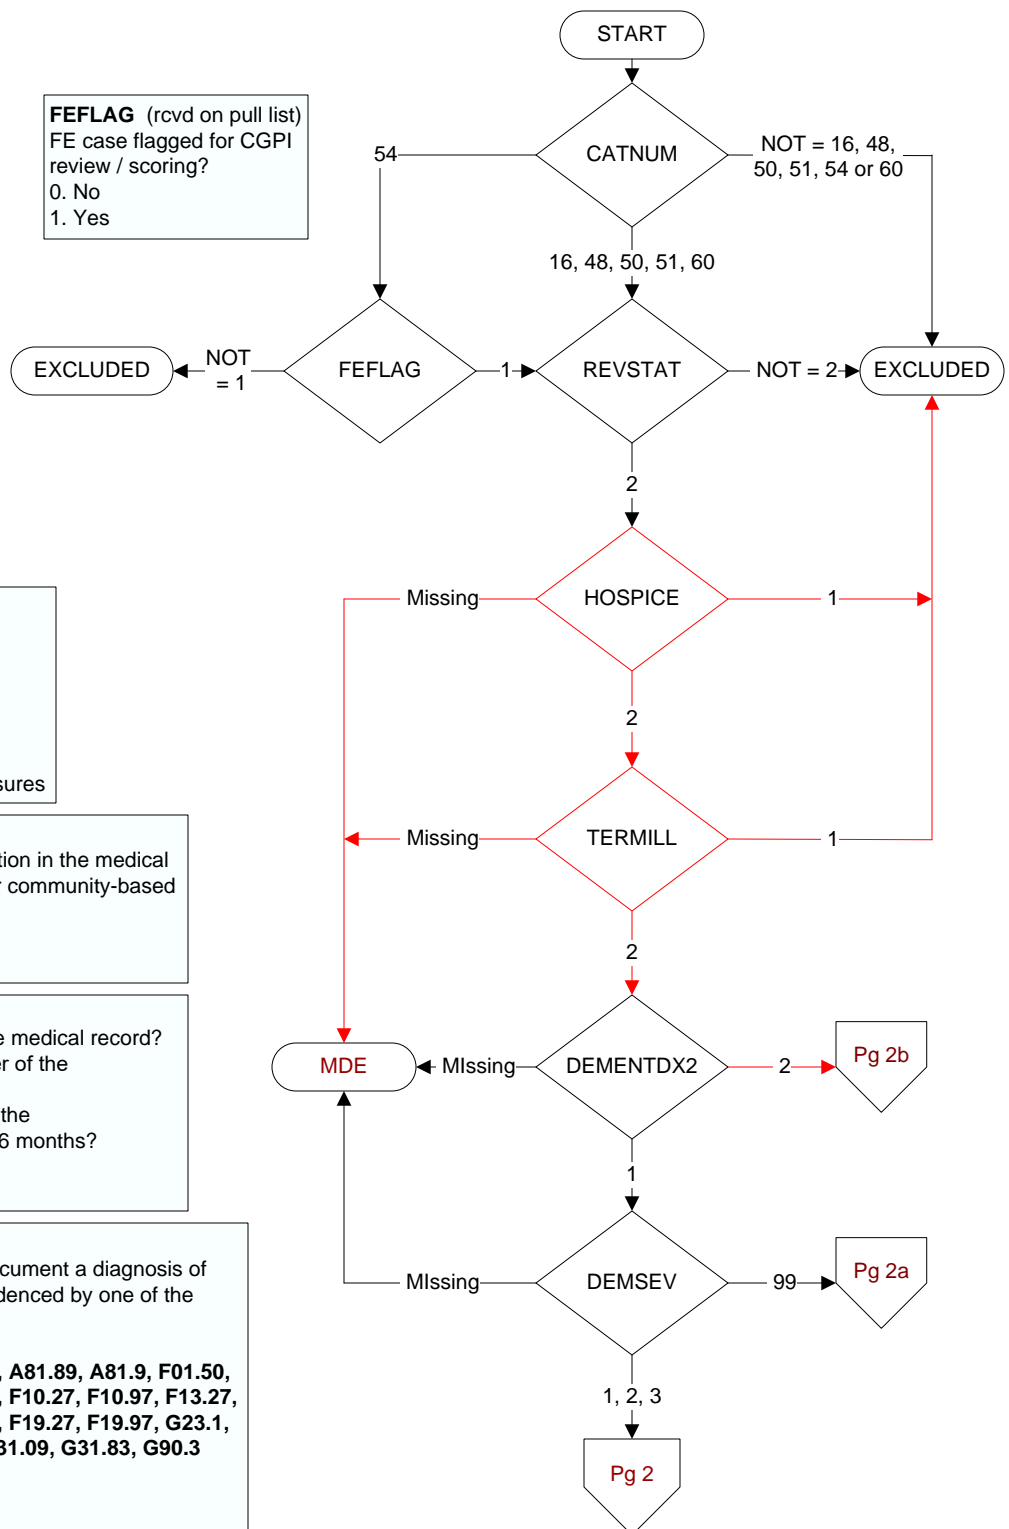 START
FEFLAG (rcvd on pull list)
FE case flagged for CGPI
review / scoring?
0. No
1. Yes
54
CATNUM
NOT = 16, 48,
50, 51, 54 or 60
16, 48, 50, 51, 60
EXCLUDED
NOT
= 1
FEFLAG
1
REVSTAT
NOT = 2
EXCLUDED
2
Missing
HOSPICE
1
2
sures
Missing
TERMILL
1
tion in the medical
r community-based
2
e medical record?
er of the
the
6 months?
MDE
MIssing
DEMENTDX2
2
Pg 2b
1
cument a diagnosis of
denced by one of the
MIssing
DEMSEV
99
Pg 2a
, A81.89, A81.9, F01.50,
, F10.27, F10.97, F13.27,
, F19.27, F19.97, G23.1,
31.09, G31.83, G90.3
1, 2, 3
Pg 2